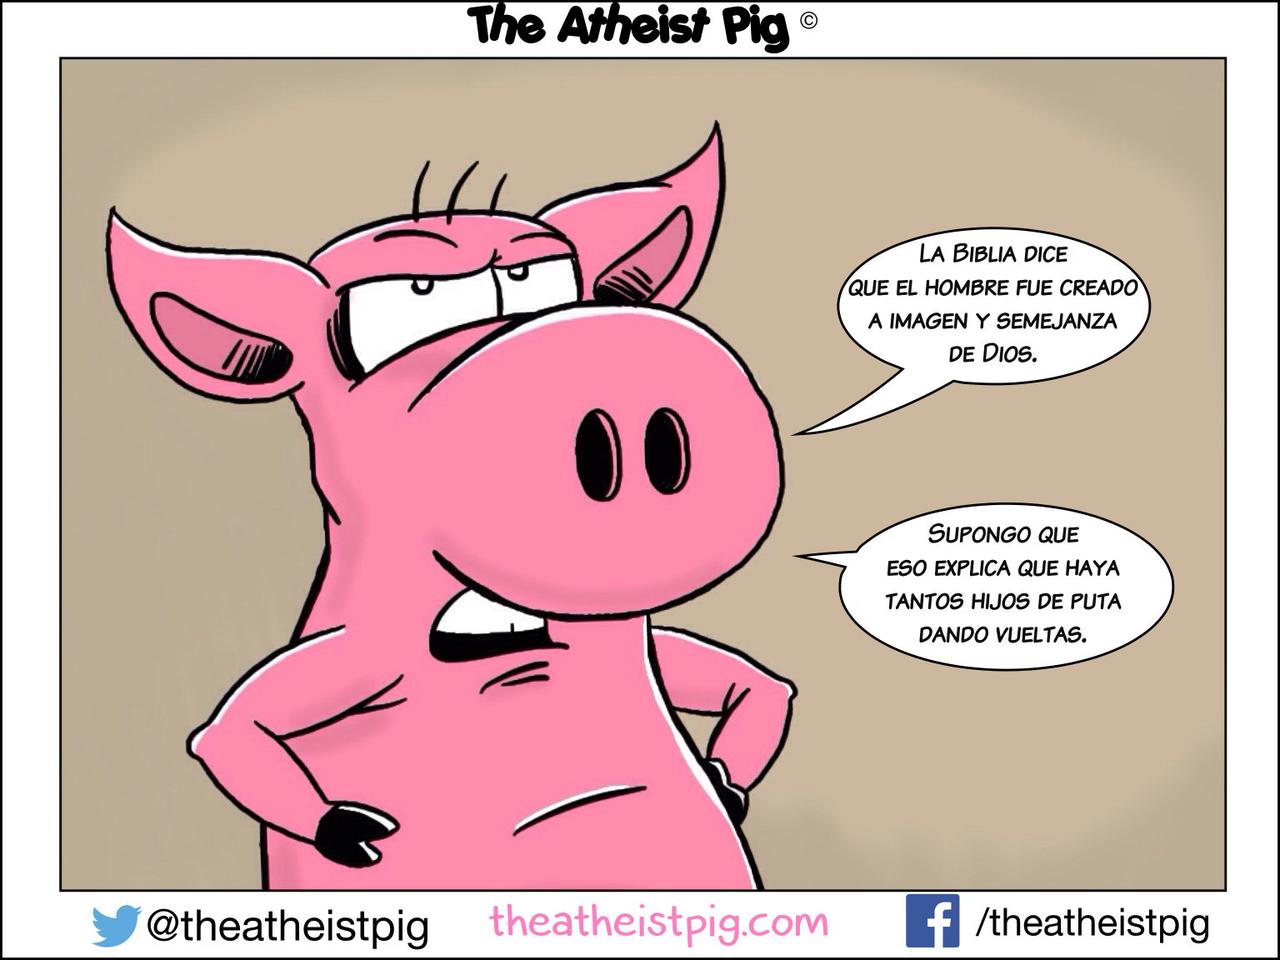 The Atheist Pig ©
LA BIBLIA DICE
QUE EL HOMBRE FUE CREADO
A IMAGEN Y SEMEJANZA
DE DIOS.
SUPONGO QUE
ESO EXPLICA QUE HAYA
TANTOS HIJOS DE PUTA
DANDO VUELTAS.
@theatheistpig theatheistpig.com f /theatheistpig